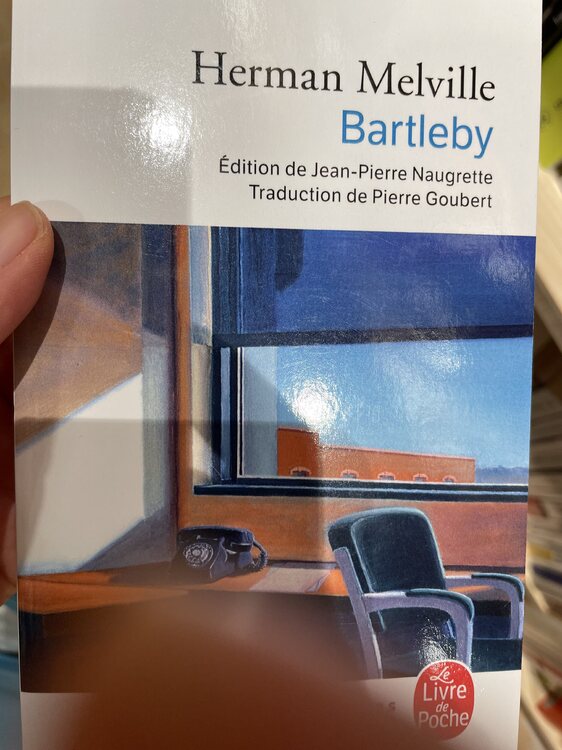 Herman Melville
Bartleby
Édition de Jean-Pierre Naugrette
Traduction de Pierre Goubert
Le
Livre
de
Poche